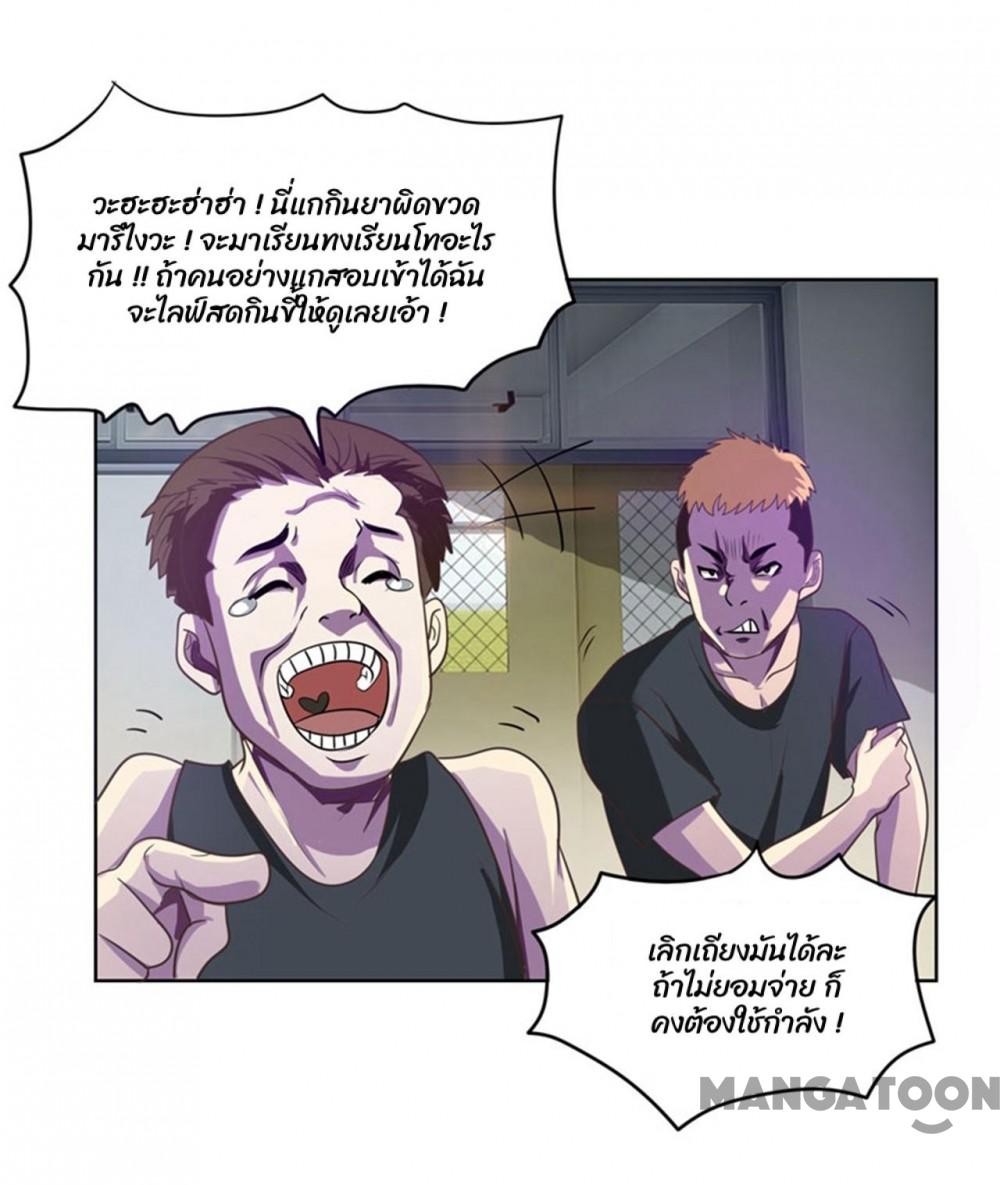 วะฮะฮะฮ่าฮ่า ! นี่แกกินยาผิดขวด
มารึไงวะ ! จะมาเรียนทงเรียนโทอะไร
กัน !! ถ้าคนอย่างแกสอบเข้าได้ฉัน
จะไลฟ์สดกินขี้ให้ดูเลยเอ้า !
เลิกเถียงมันได้ละ
ถ้าไม่ยอมจ่าย ก็
คงต้องใช้กำลัง !
MANGATOON